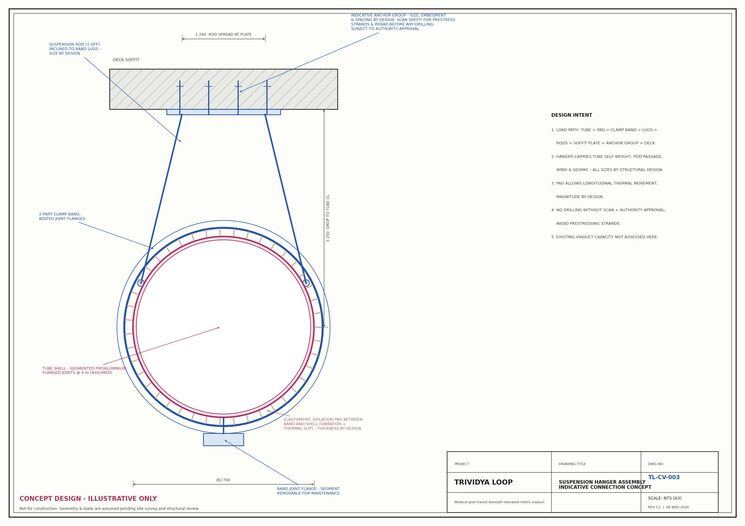 INDICATIVE ANCHOR GROUP - SIZE, EMBEDMENT
& SPACING BY DESIGN. SCAN SOFFIT FOR PRESTRESS
STRANDS & REBAR BEFORE ANY DRILLING.
SUBJECT TO AUTHORITY APPROVAL
1 240 ROD SPREAD AT PLATE
SUSPENSION ROD (2 OFF)
INCLINED TO BAND LUGS -
SIZE BY DESIGN
DECK SOFFIT
DESIGN INTENT
1. LOAD PATH: TUBE > PAD > CLAMP BAND > LUGS >
RODS > SOFFIT PLATE > ANCHOR GROUP > DECK.
2. HANGER CARRIES TUBE SELF-WEIGHT, POD PASSAGE,
WIND & SEISMIC - ALL SIZES BY STRUCTURAL DESIGN.
3. PAD ALLOWS LONGITUDINAL THERMAL MOVEMENT;
MAGNITUDE BY DESIGN.
4. NO DRILLING WITHOUT SCAN + AUTHORITY APPROVAL;
AVOID PRESTRESSING STRANDS.
5. EXISTING VIADUCT CAPACITY NOT ASSESSED HERE.
DROP TO TUBE CL
2-PART CLAMP BAND,
BOLTED JOINT FLANGES
TUBE SHELL - SEGMENTED FRP/ALUMINIUM
FLANGED JOINTS @ 6 m (ASSUMED)
ELASTOMERIC ISOLATION PAD BETWEEN
BAND AND SHELL (VIBRATION +
THERMAL SLIP) - THICKNESS BY DESIGN
Ø2 700
BAND JOINT FLANGE - SEGMENT
REMOVABLE FOR MAINTENANCE
CONCEPT DESIGN - ILLUSTRATIVE ONLY
Not for construction. Geometry & loads are assumed pending site survey and structural review.
PROJECT
TRIVIDYA LOOP
Medical pod transit beneath elevated metro viaduct
DRAWING TITLE
SUSPENSION HANGER ASSEMBLY
INDICATIVE CONNECTION CONCEPT
DWG NO.
TL-CV-003
SCALE: NTS (A3)
REV C2 | 06 NOV 2026